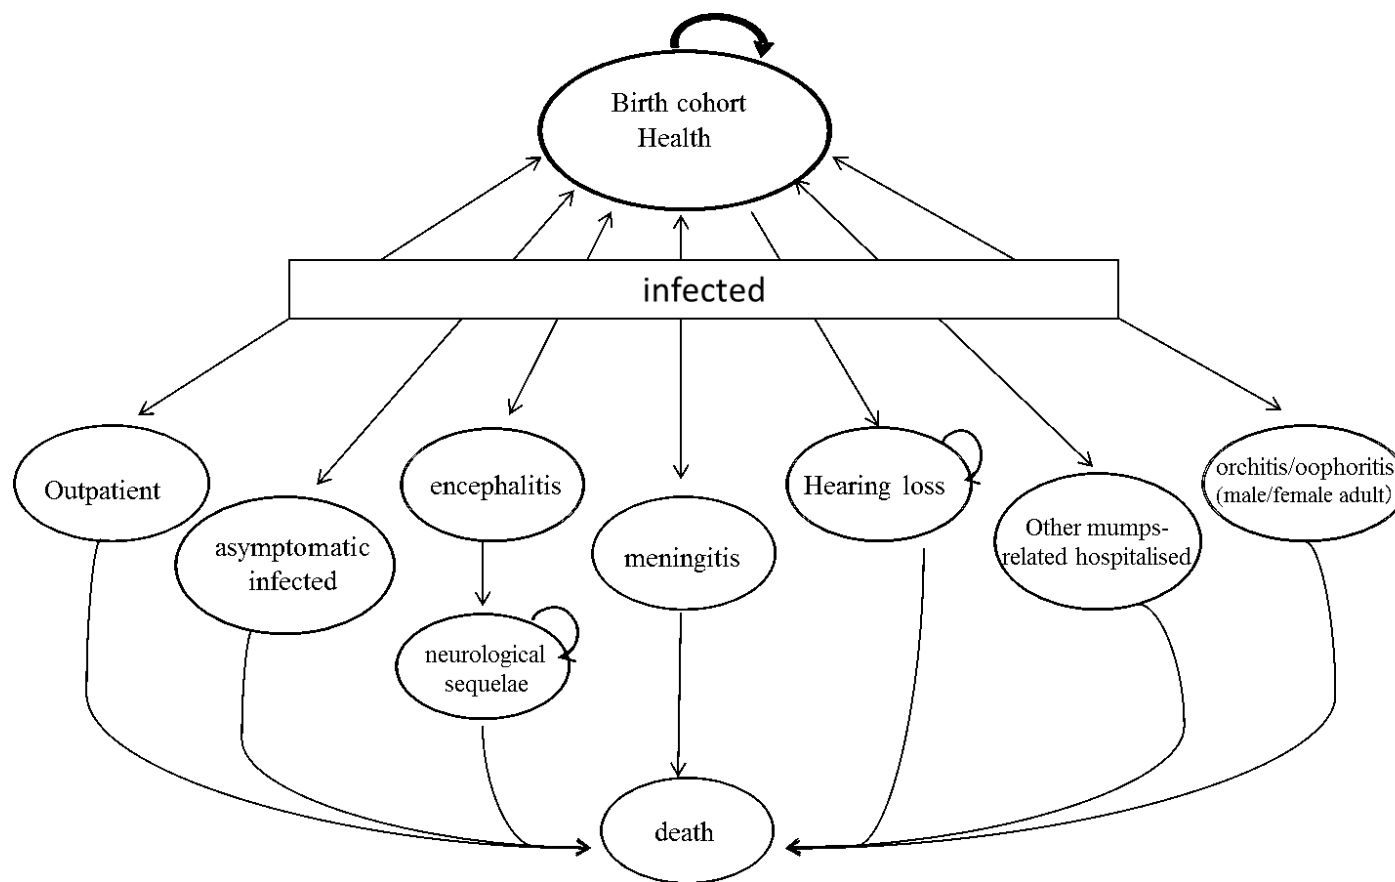 Birth cohort
Health
infected
Outpatient
asymptomatic
infected
encephalitis
neurological
sequelae
meningitis
Hearing loss
Other mumps-
related hospitalised
orchitis/oophoritis
(male/female adult)
death